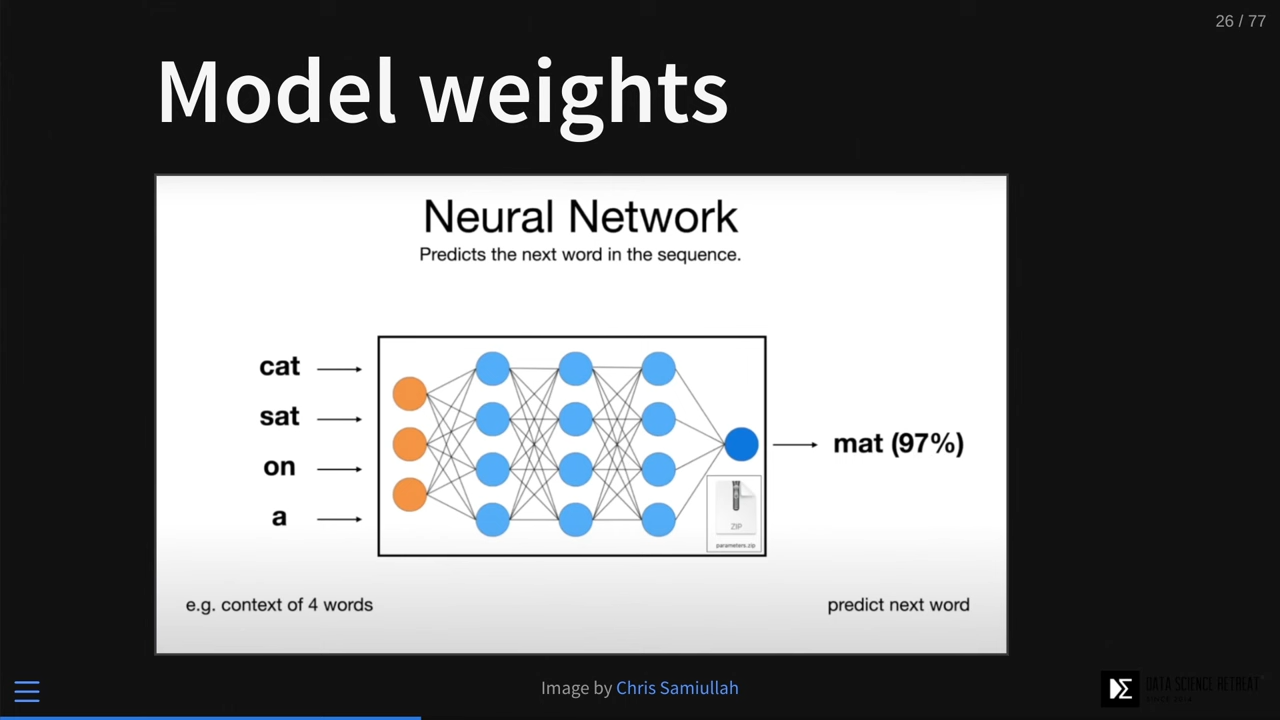 26 / 77
Model weights
Neural Network
Predicts the next word in the sequence.
cat
sat
on
a
mat (97%)
ZIP
parameters.zip
e.g. context of 4 words
predict next word
Image by Chris Samiullah
DATA SCIENCE RETREAT